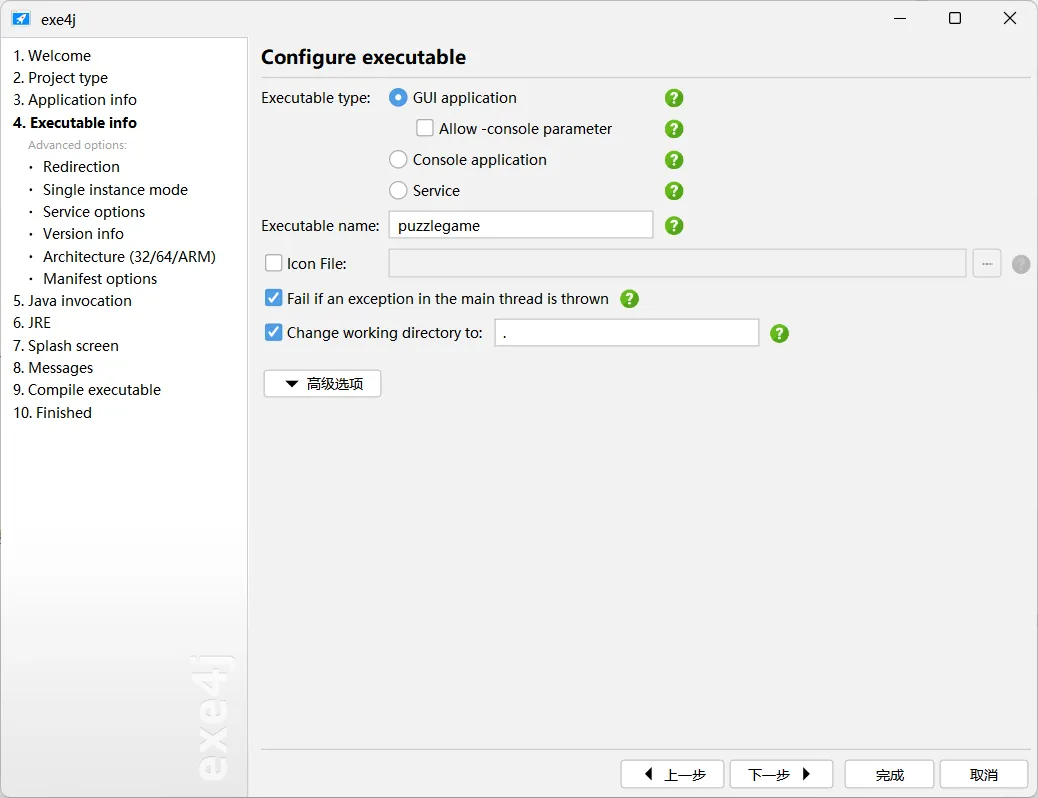 exe4j
1. Welcome
2. Project type
3. Application info
4. Executable info
Advanced options:
· Redirection
· Single instance mode
· Service options
· Version info
· Architecture (32/64/ARM)
· Manifest options
5. Java invocation
6. JRE
7. Splash screen
8. Messages
9. Compile executable
10. Finished
exe4j
Configure executable
Executable type: GUI application ?
Allow -console parameter ?
Console application ?
Service ?
Executable name: puzzlegame ?
Icon File: ... ?
Fail if an exception in the main thread is thrown ?
Change working directory to: . ?
高级选项
上一步 下一步 完成 取消